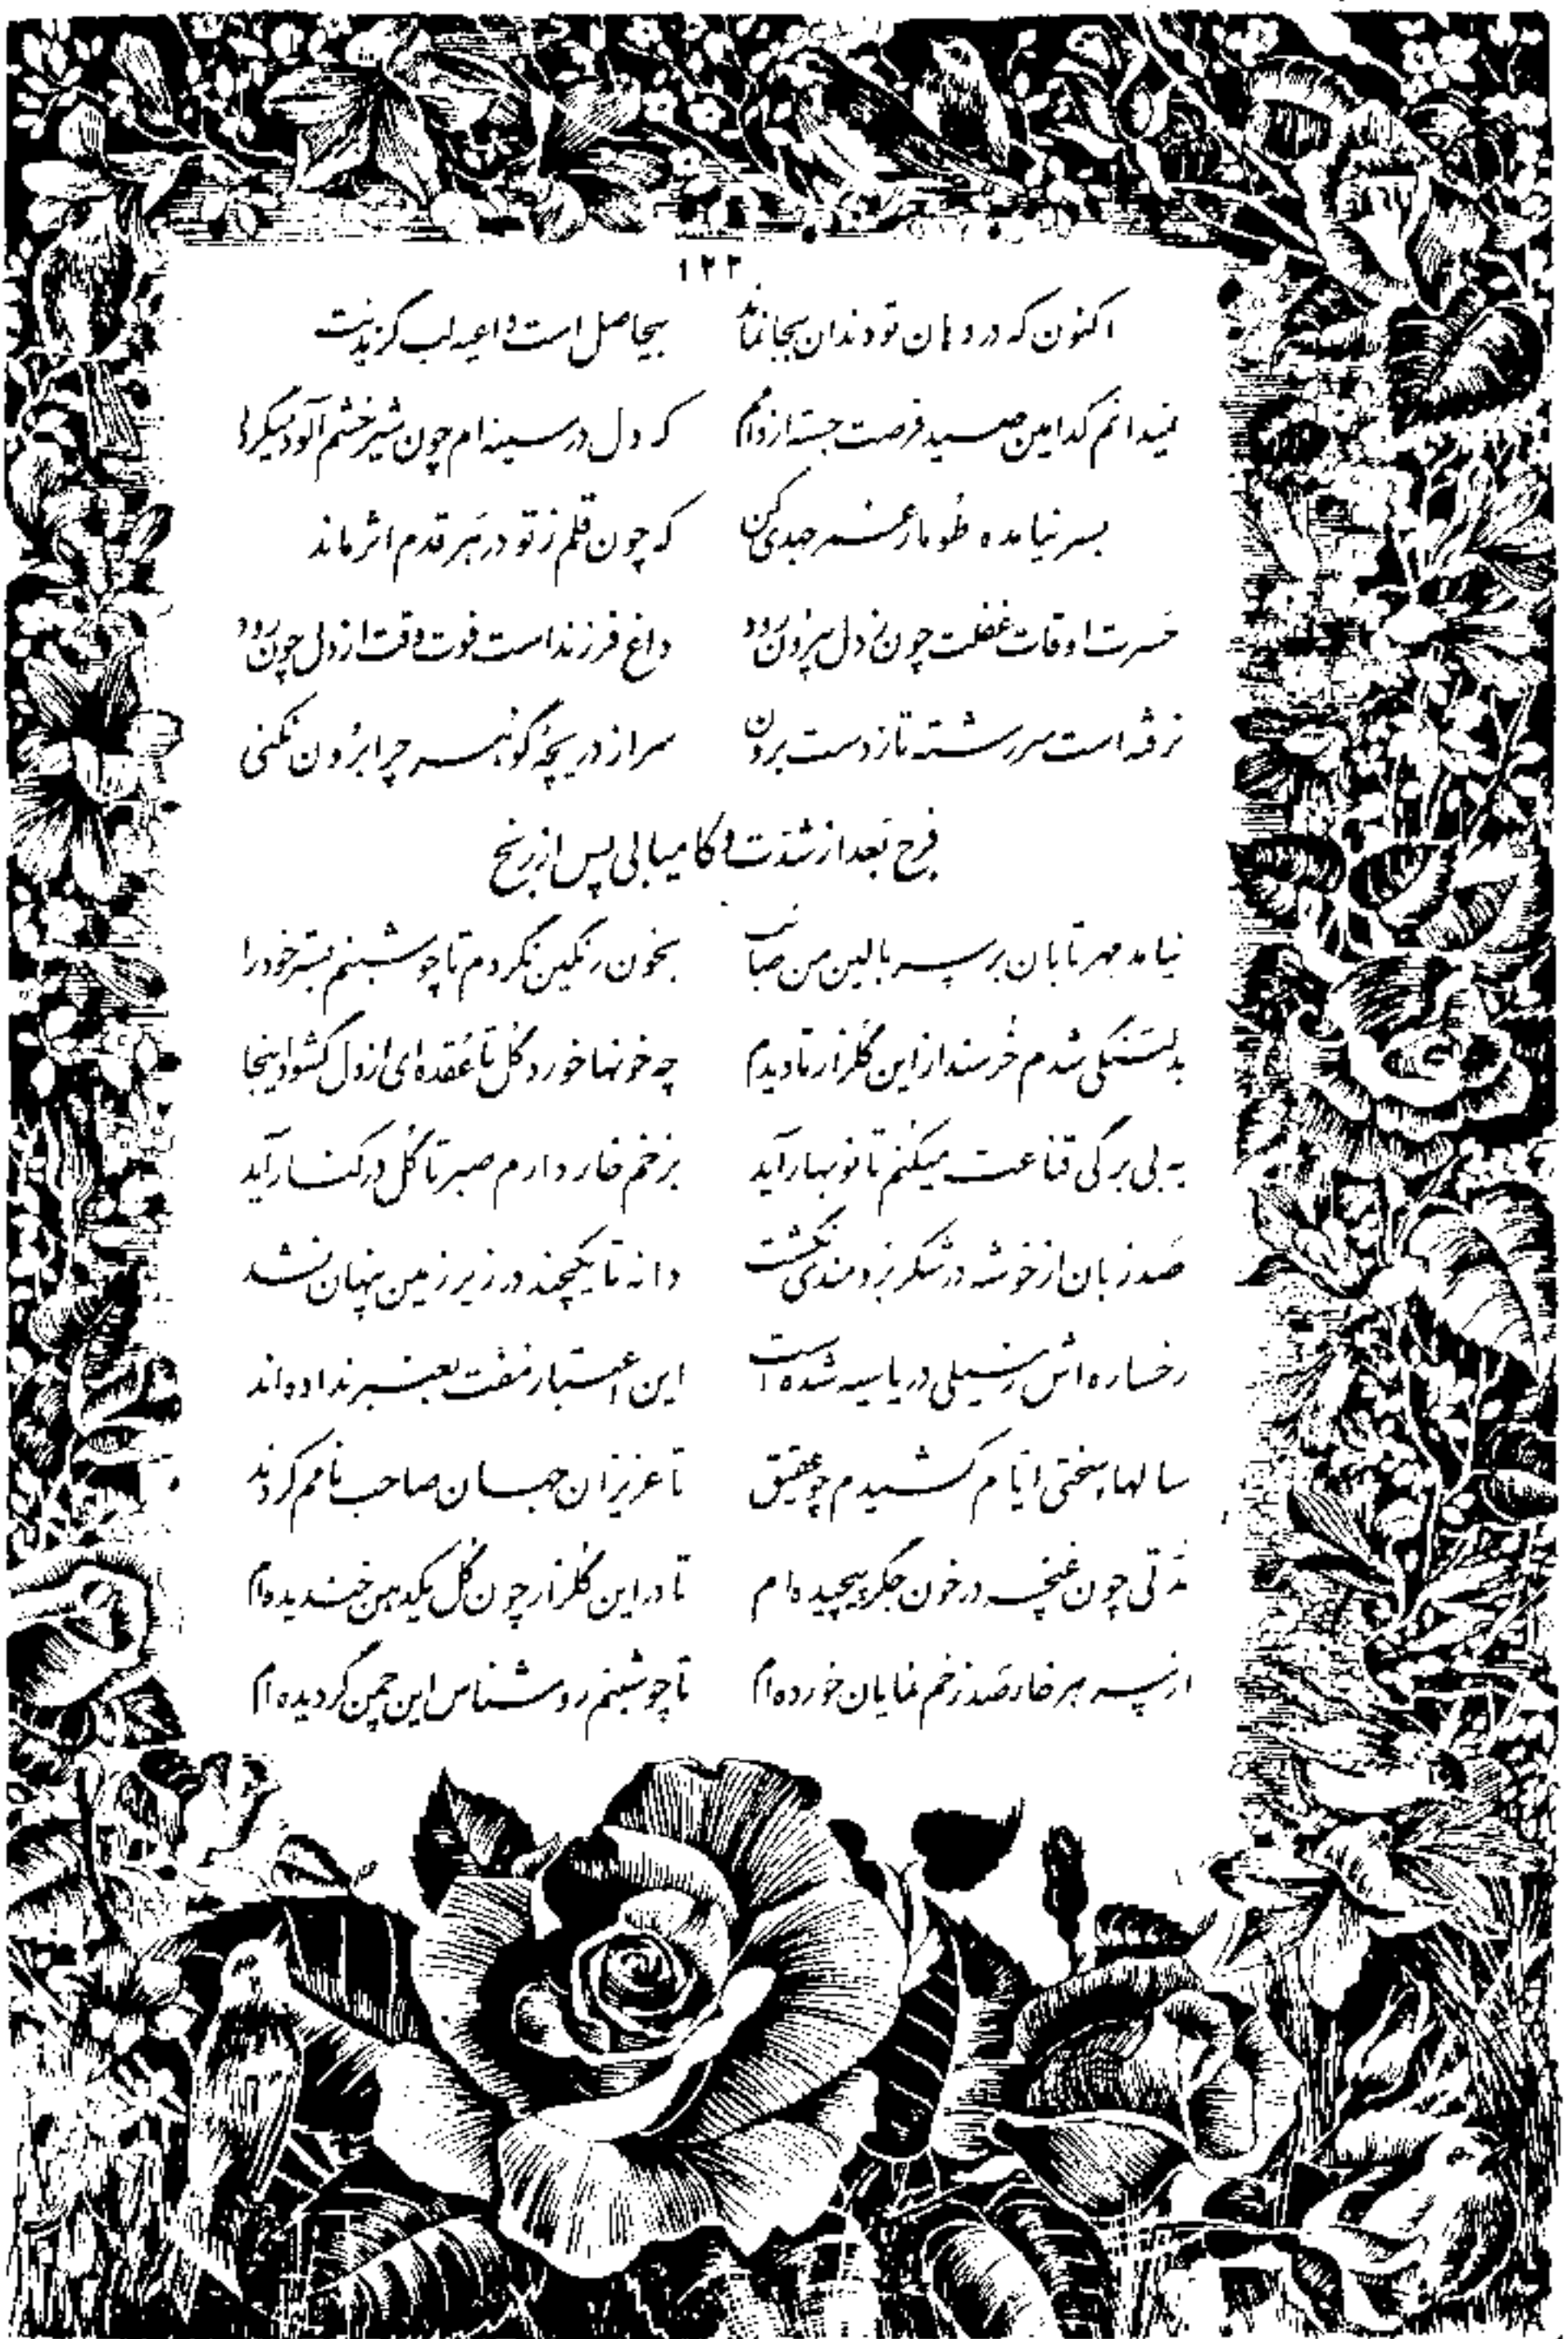 ۱۲۳
اکنون که در دهان تو دندان بجا نماند بیحاصل است داعیه لب گزیدنت
نمیدانم کدامین صید فرصت جسته از دامم که دل در سینه ام چون شیر خشم آلود میگردد
بسر نیامده طومار عمر جهدی کن که چون قلم ز تو در هر قدم اثر ماند
حسرت اوقات غفلت چون ز دل بیرون رود داغ فرزند است فوت وقت از دل چون رود
نرفته است سررشته تا ز دست برون سر از دریچه گوهر چرا برون نکنی
فرح بعد از شدت و کامیابی پس از رنج
نیامد مهر تابان بر سر بالین من صائب بخون رنگین نکردم تا چو شبنم بستر خود را
بدلتنگی شدم خرسند از این گلزار تا دیدم چه خونها خورد گل تا عقده ای از دل گشود اینجا
به بی برگی قناعت میکنم تا نوبهار آید بزخم خار دارم صبر تا گل در کنار آید
صد زبان از خوشه در شکر برومندی نگشت دانه تا یکچند در زیر زمین پنهان نشد
رخساره اش ز سیلی دریا سیه شده است این اعتبار مفت بعنبر نداده اند
سالها سختی ایام کشیدم چو عقیق تا عزیزان جهان صاحب نامم کردند
مدتی چون غنچه در خون جگر پیچیده ام تا در این گلزار چون گل یکدهن خندیده ام
از سر هر خار صد زخم نمایان خورده ام تا چو شبنم روشناس این چمن گردیده ام